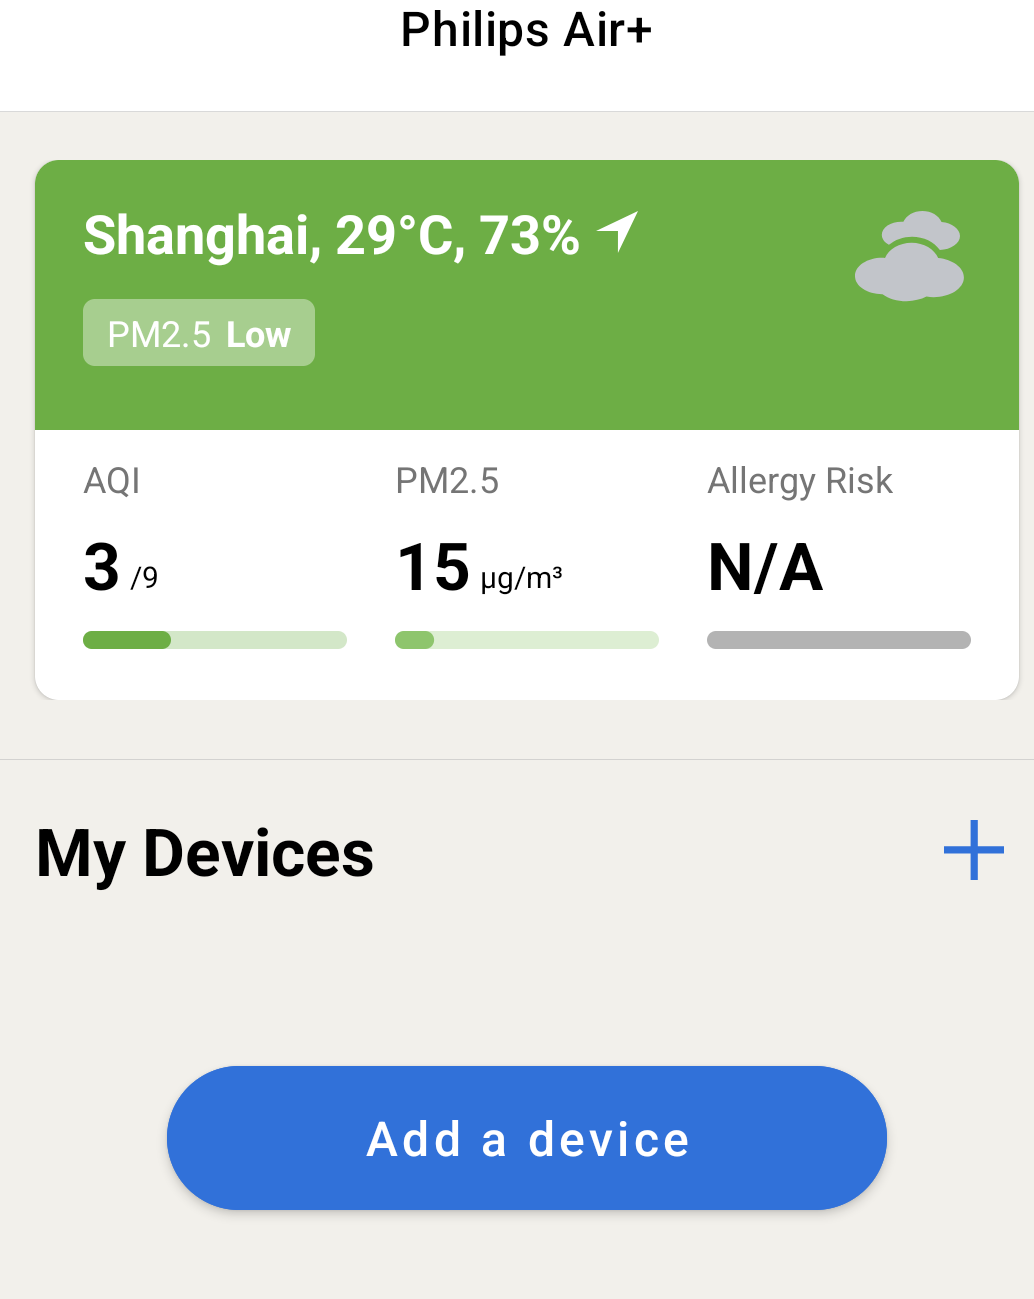 Philips Air+
Shanghai, 29°C, 73%
PM2.5 Low
AQI PM2.5 Allergy Risk
3 /9 15 µg/m³ N/A
My Devices
Add a device